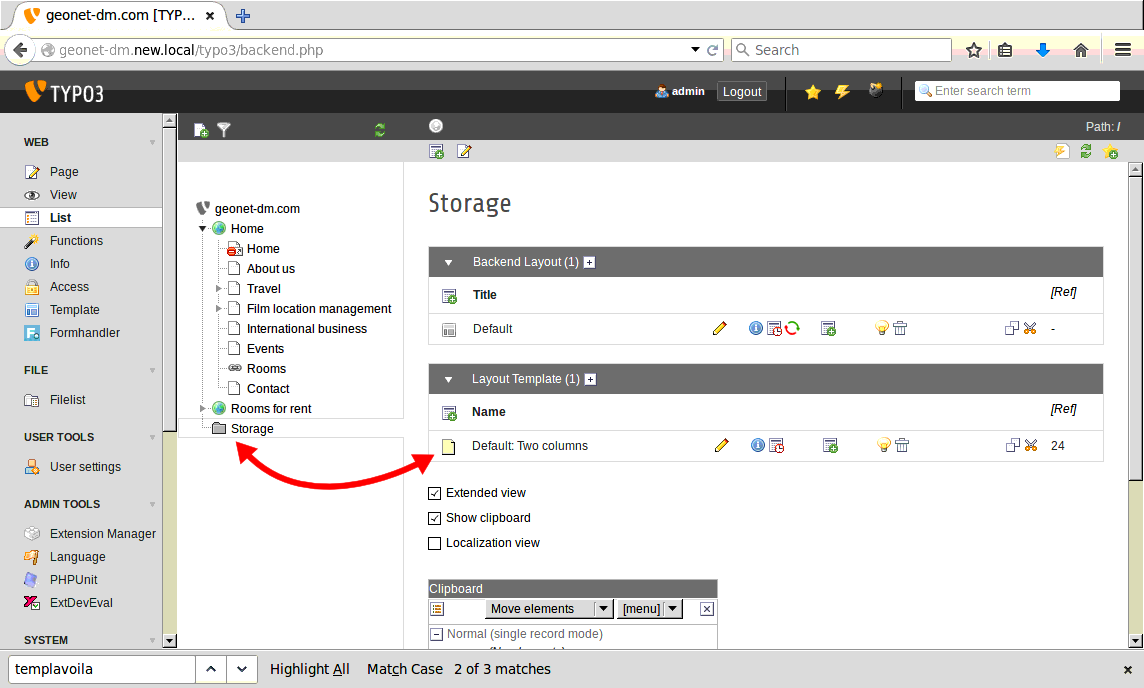 geonet-dm.com [TYP...
geonet-dm.new.local/typo3/backend.php
Search
TYPO3
admin
Logout
Enter search term
Path: /
WEB
Page
View
List
Functions
Info
Access
Template
Formhandler
FILE
Filelist
USER TOOLS
User settings
ADMIN TOOLS
Extension Manager
Language
PHPUnit
ExtDevEval
SYSTEM
geonet-dm.com
Home
Home
About us
Travel
Film location management
International business
Events
Rooms
Contact
Rooms for rent
Storage
Storage
Backend Layout (1)
Title [Ref]
Default -
Layout Template (1)
Name [Ref]
Default: Two columns 24
Extended view
Show clipboard
Localization view
Clipboard
Move elements [menu]
Normal (single record mode)
templavoila Highlight All Match Case 2 of 3 matches